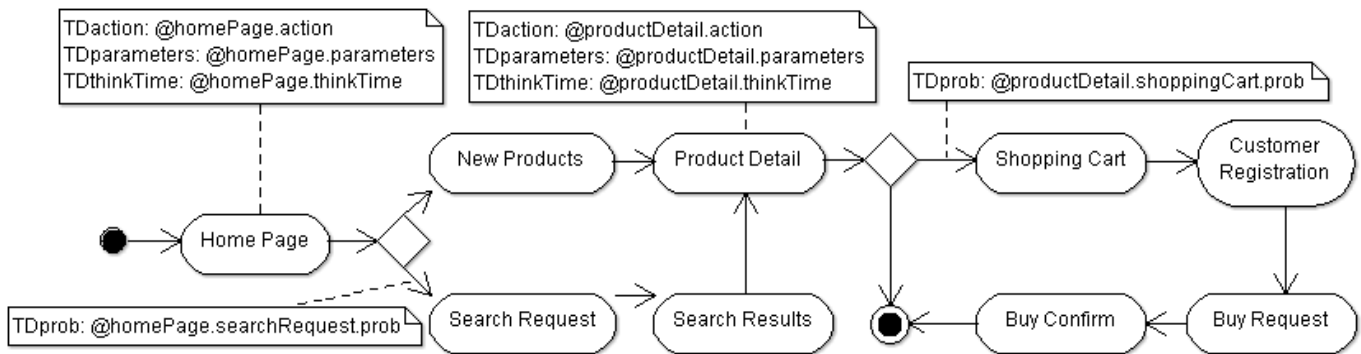 TDaction: @homePage.action
TDparameters: @homePage.parameters
TDthinkTime: @homePage.thinkTime
TDaction: @productDetail.action
TDparameters: @productDetail.parameters
TDthinkTime: @productDetail.thinkTime
TDprob: @productDetail.shoppingCart.prob
New Products
Product Detail
Shopping Cart
Customer
Registration
Home Page
TDprob: @homePage.searchRequest.prob
Search Request
Search Results
Buy Confirm
Buy Request